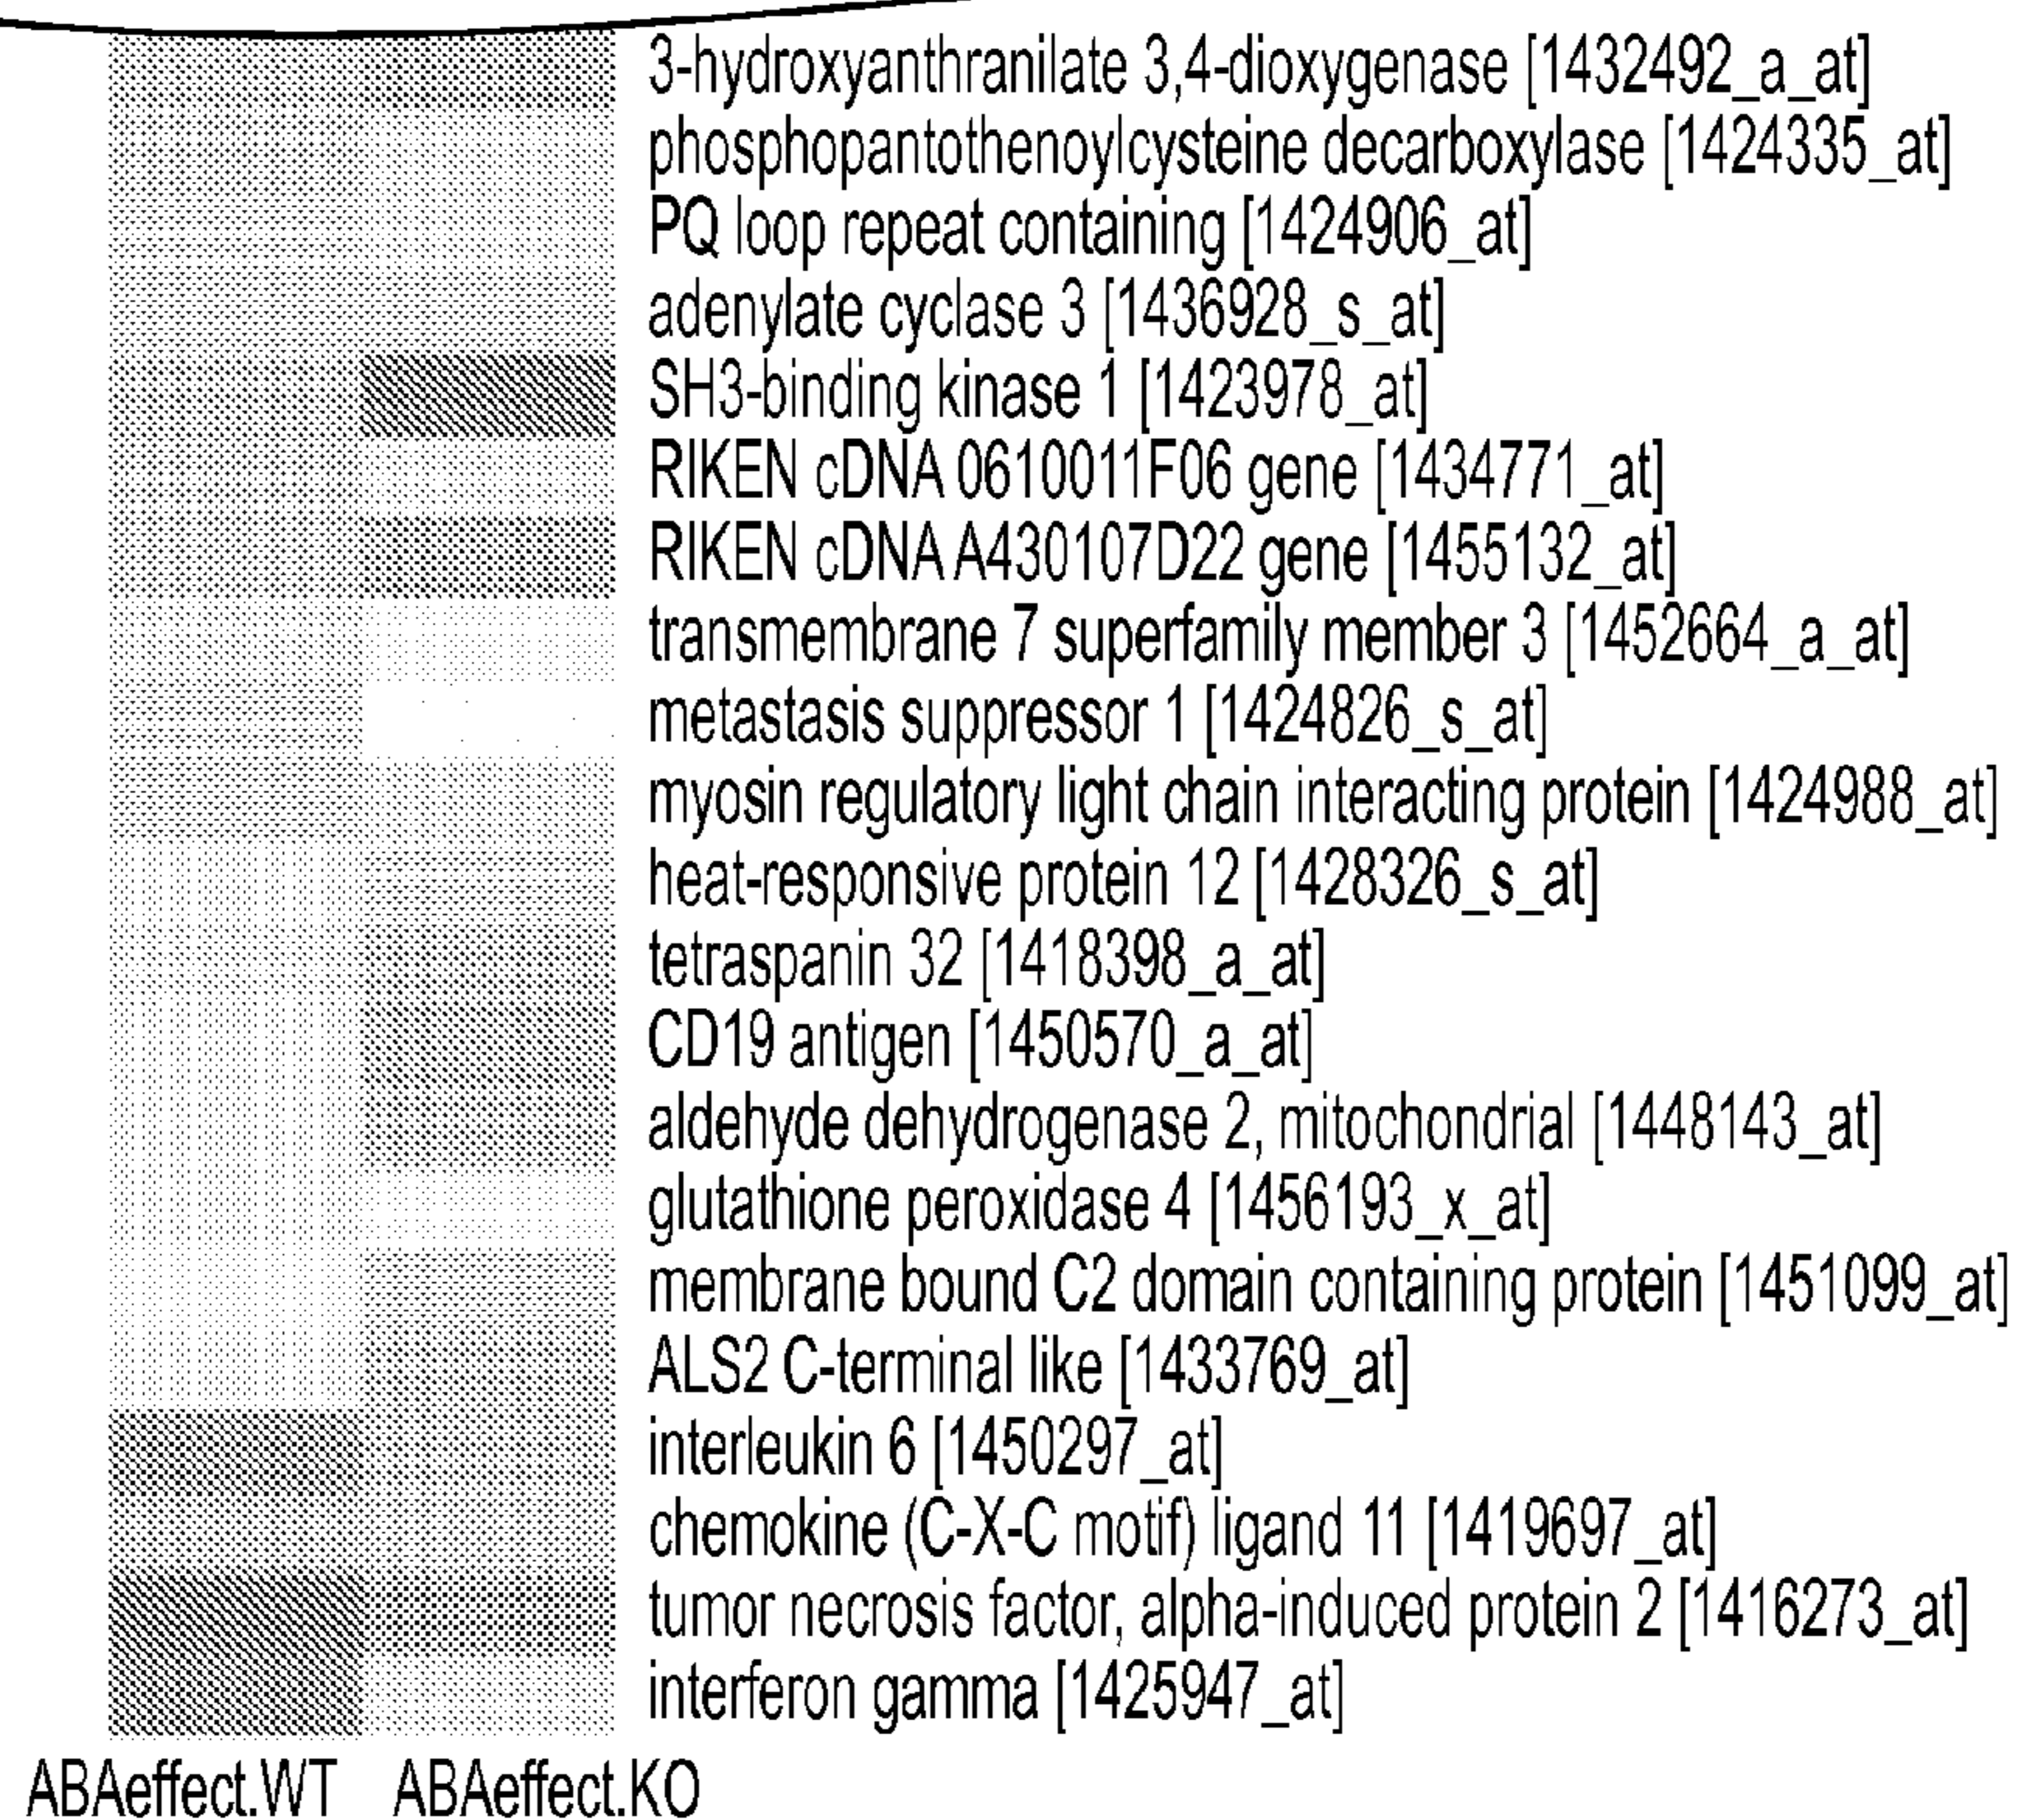 3-hydroxyanthranilate 3,4-dioxygenase [1432492_a_at]
phosphopantothenoylcysteine decarboxylase [1424335_at]
PQ loop repeat containing [1424906_at]
adenylate cyclase 3 [1436928_s_at]
SH3-binding kinase 1 [1423978_at]
RIKEN cDNA 0610011F06 gene [1434771_at]
RIKEN cDNA A430107D22 gene [1455132_at]
transmembrane 7 superfamily member 3 [1452664_a_at]
metastasis suppressor 1 [1424826_s_at]
myosin regulatory light chain interacting protein [1424988_at]
heat-responsive protein 12 [1428326_s_at]
tetraspanin 32 [1418398_a_at]
CD19 antigen [1450570_a_at]
aldehyde dehydrogenase 2, mitochondrial [1448143_at]
glutathione peroxidase 4 [1456193_x_at]
membrane bound C2 domain containing protein [1451099_at]
ALS2 C-terminal like [1433769_at]
interleukin 6 [1450297_at]
chemokine (C-X-C motif) ligand 11 [1419697_at]
tumor necrosis factor, alpha-induced protein 2 [1416273_at]
interferon gamma [1425947_at]
ABAeffect.WT ABAeffect.KO